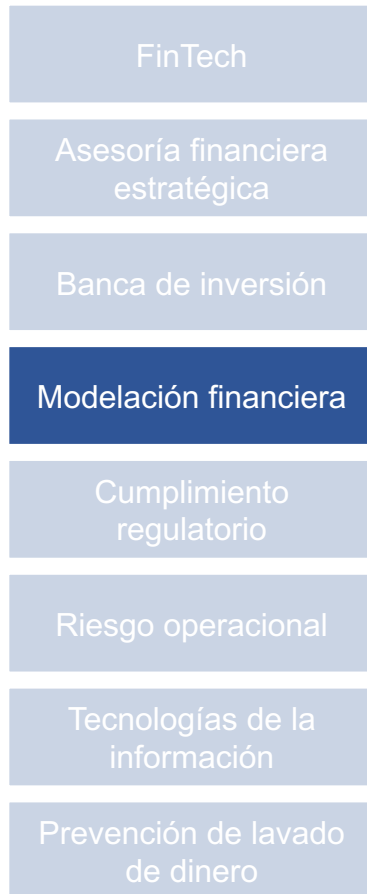 FinTech
Asesoría financiera
estratégica
Banca de inversión
Modelación financiera
Cumplimiento
regulatorio
Riesgo operacional
Tecnologías de la
información
Prevención de lavado
de dinero